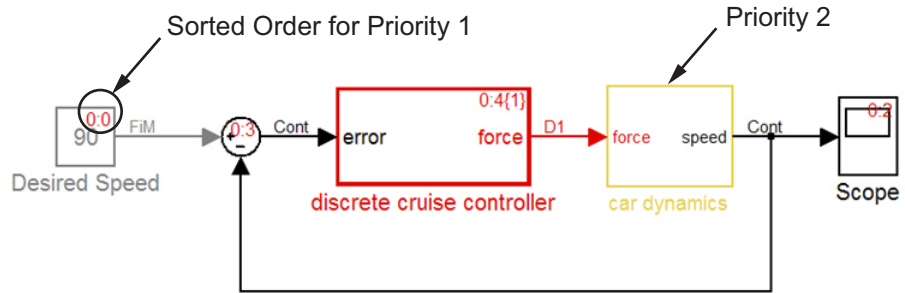 Priority 2
Sorted Order for Priority 1
0:0
90
FiM
Desired Speed
0:3
+
-
Cont
0:4{1}
error
force
discrete cruise controller
D1
force
speed
car dynamics
Cont
0:2
Scope